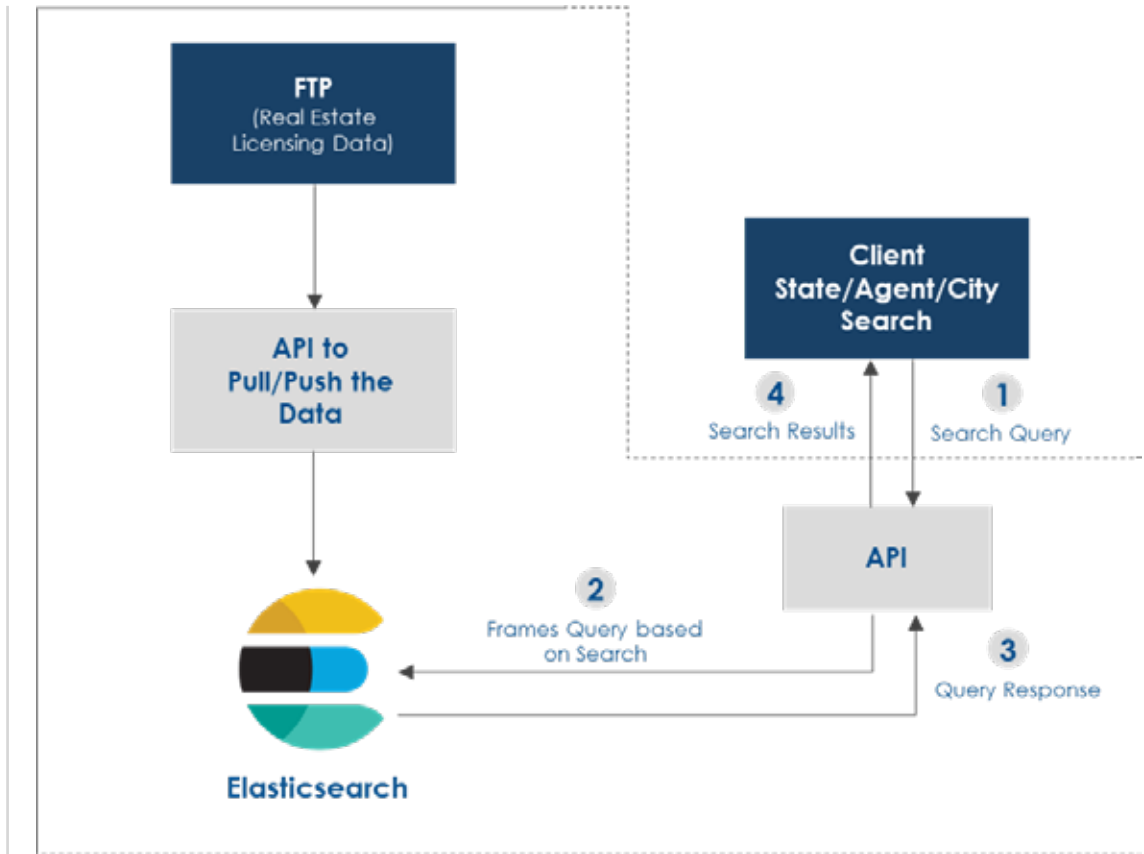 FTP
(Real Estate
Licensing Data)
API to
Pull/Push the
Data
Client
State/Agent/City
Search
4
Search Results
1
Search Query
API
2
Frames Query based
on Search
3
Query Response
Elasticsearch